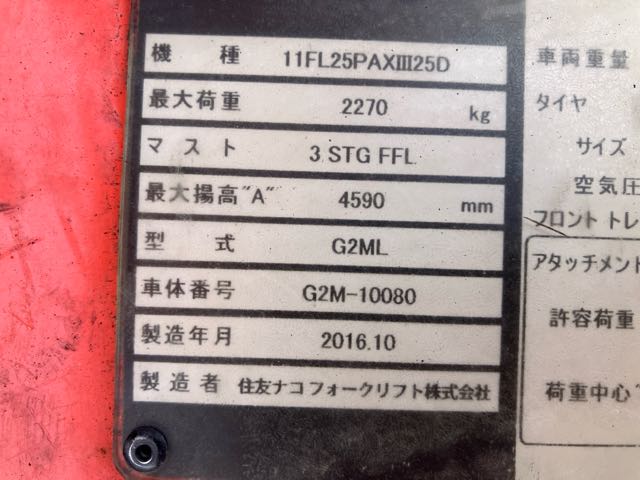 機種 11FL25PAXⅢ25D
最大荷重 2270 kg
マスト 3 STG FFL
最大揚高"A" 4590 mm
型式 G2ML
車体番号 G2M-10080
製造年月 2016.10
製造者 住友ナコフォークリフト株式会社
車両重量
タイヤ
サイズ
空気圧
フロント トレ
アタッチメント
許容荷重
荷重中心